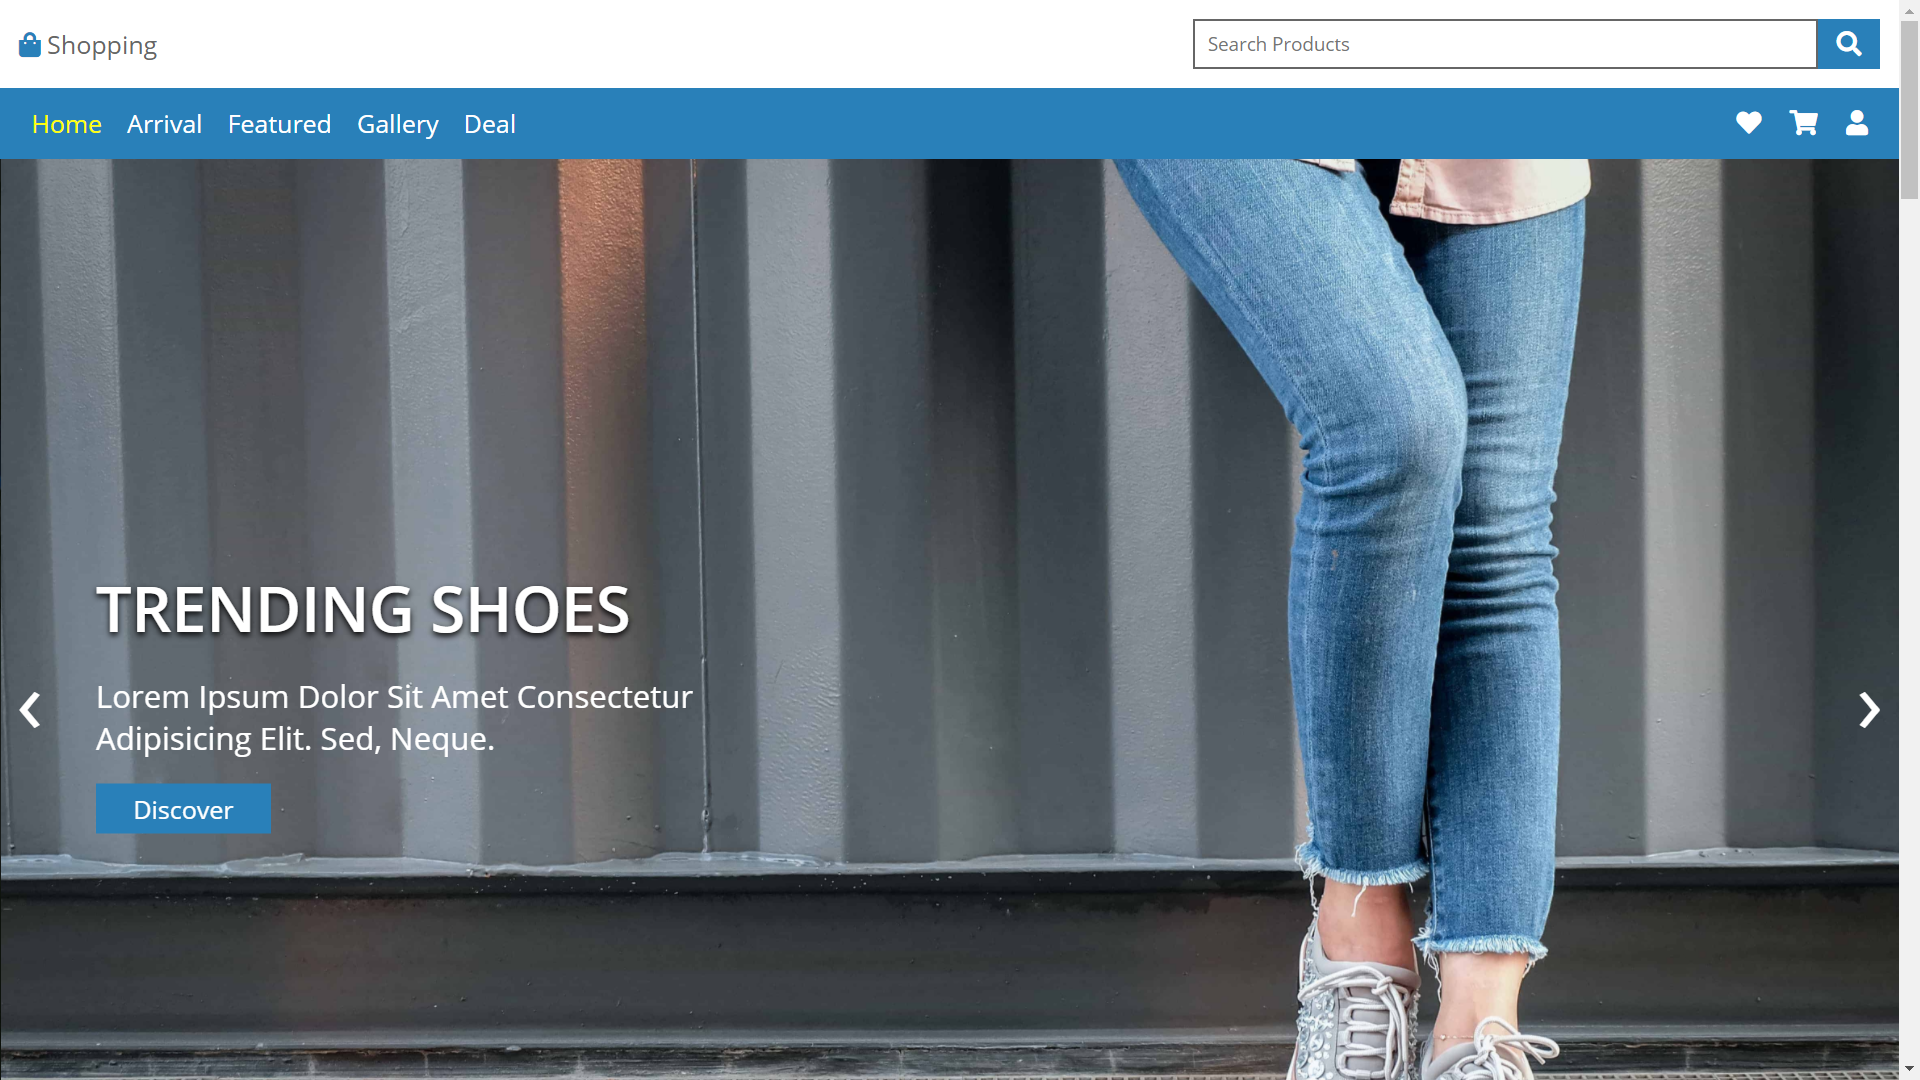 Shopping
Search Products
Home Arrival Featured Gallery Deal
TRENDING SHOES
Lorem Ipsum Dolor Sit Amet Consectetur
Adipisicing Elit. Sed, Neque.
Discover